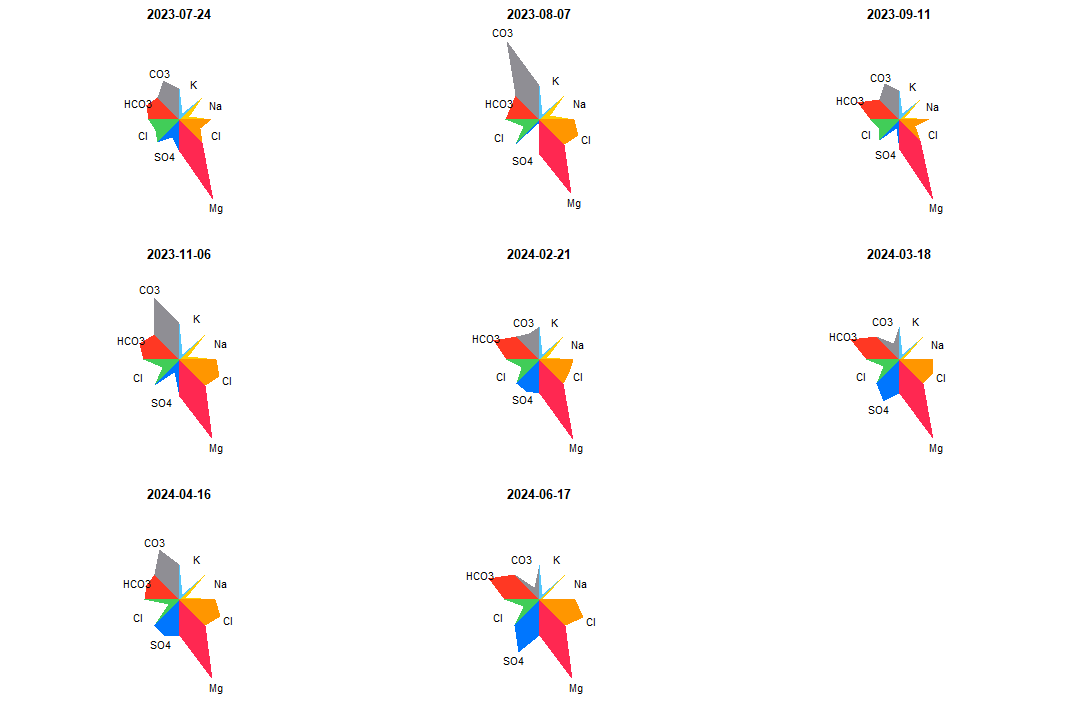 2023-07-24
CO3
K
HCO3
Na
Cl
Cl
SO4
Mg
2023-08-07
CO3
K
HCO3
Na
Cl
Cl
SO4
Mg
2023-09-11
CO3
K
HCO3
Na
Cl
Cl
SO4
Mg
2023-11-06
CO3
K
HCO3
Na
Cl
Cl
SO4
Mg
2024-02-21
CO3
K
HCO3
Na
Cl
Cl
SO4
Mg
2024-03-18
CO3
K
HCO3
Na
Cl
Cl
SO4
Mg
2024-04-16
CO3
K
HCO3
Na
Cl
Cl
SO4
Mg
2024-06-17
CO3
K
HCO3
Na
Cl
Cl
SO4
Mg